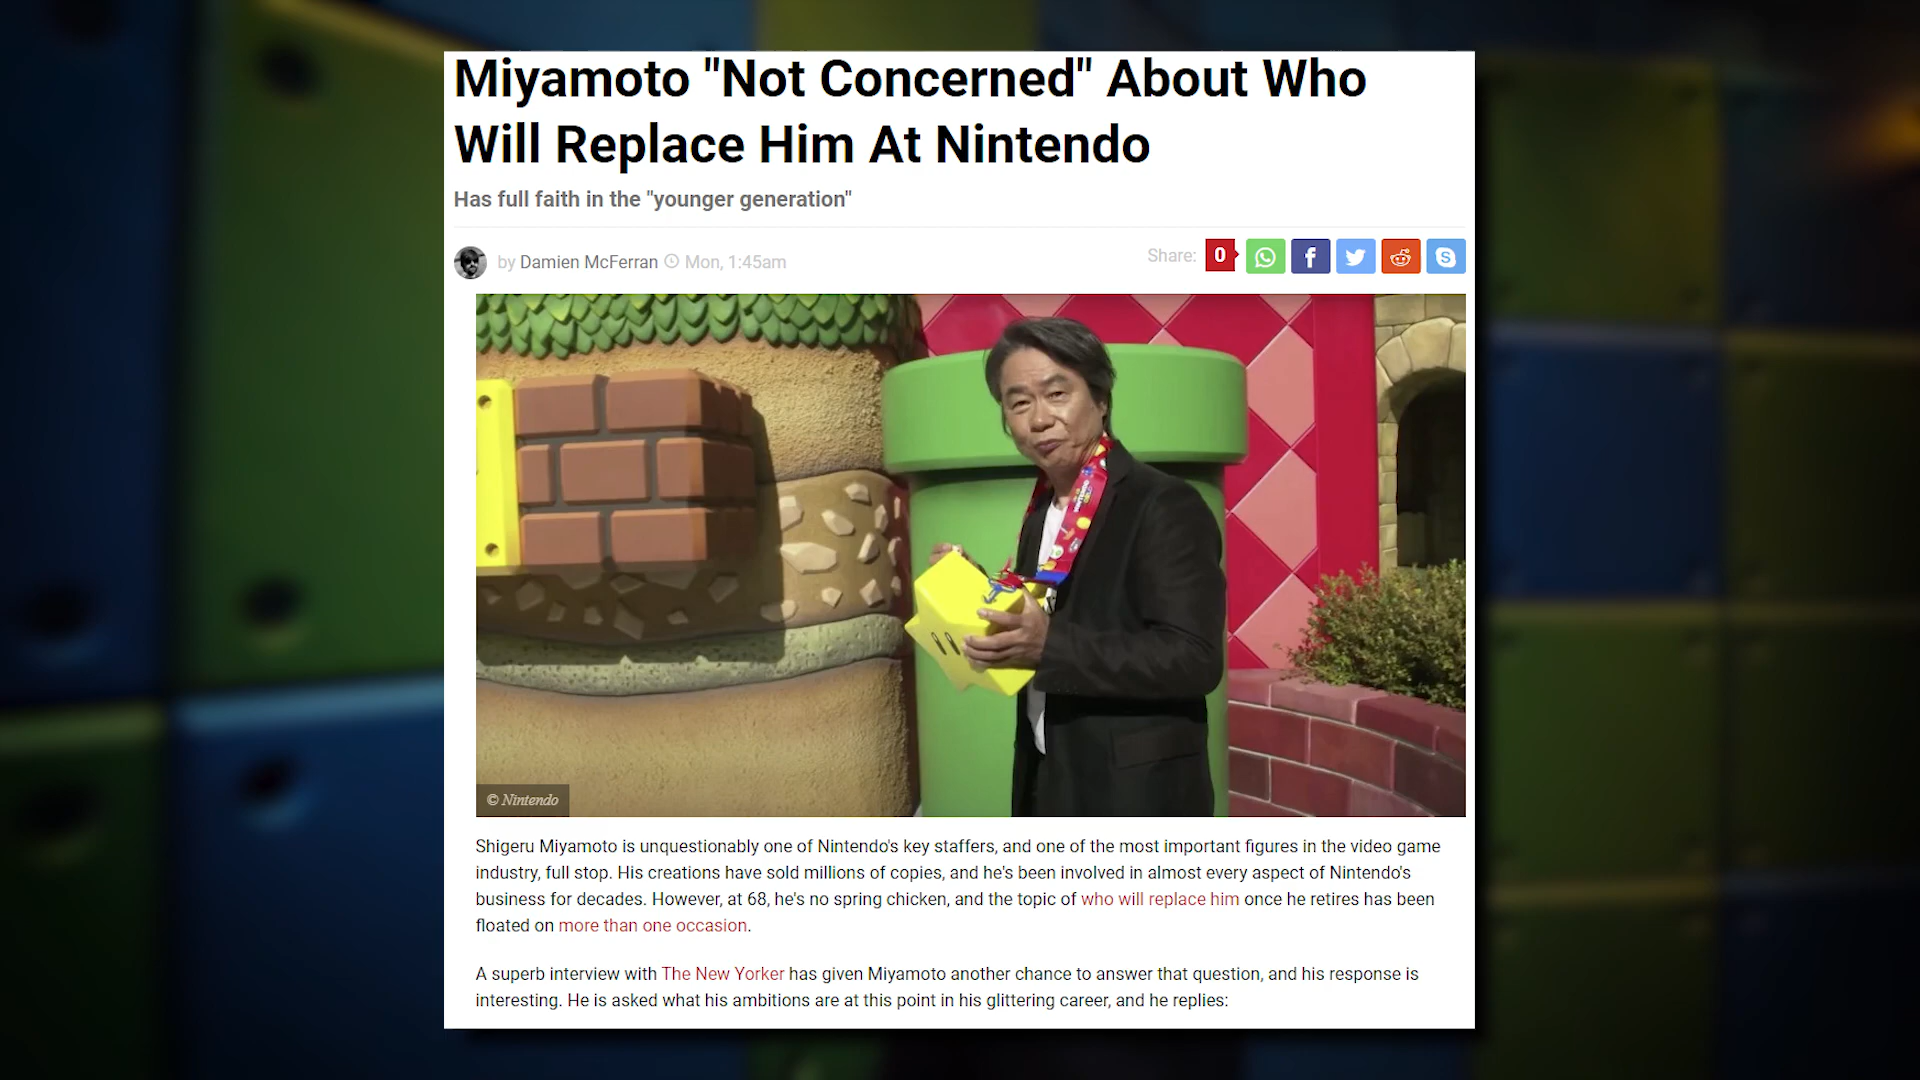 Miyamoto "Not Concerned" About Who
Will Replace Him At Nintendo
Has full faith in the "younger generation"
by Damien McFerran Mon, 1:45am
Share: 0
© Nintendo
Shigeru Miyamoto is unquestionably one of Nintendo's key staffers, and one of the most important figures in the video game
industry, full stop. His creations have sold millions of copies, and he's been involved in almost every aspect of Nintendo's
business for decades. However, at 68, he's no spring chicken, and the topic of who will replace him once he retires has been
floated on more than one occasion.
A superb interview with The New Yorker has given Miyamoto another chance to answer that question, and his response is
interesting. He is asked what his ambitions are at this point in his glittering career, and he replies: